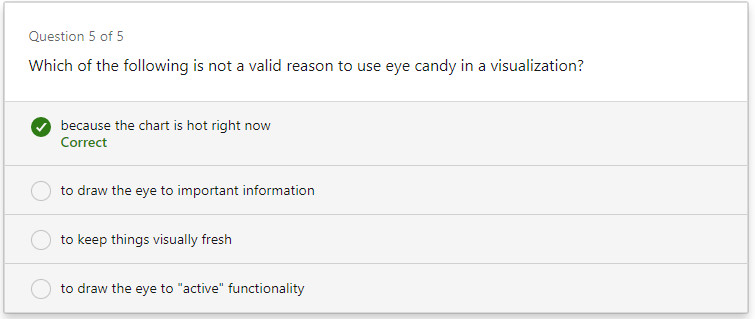 Question 5 of 5
Which of the following is not a valid reason to use eye candy in a visualization?
because the chart is hot right now
Correct
to draw the eye to important information
to keep things visually fresh
to draw the eye to "active" functionality